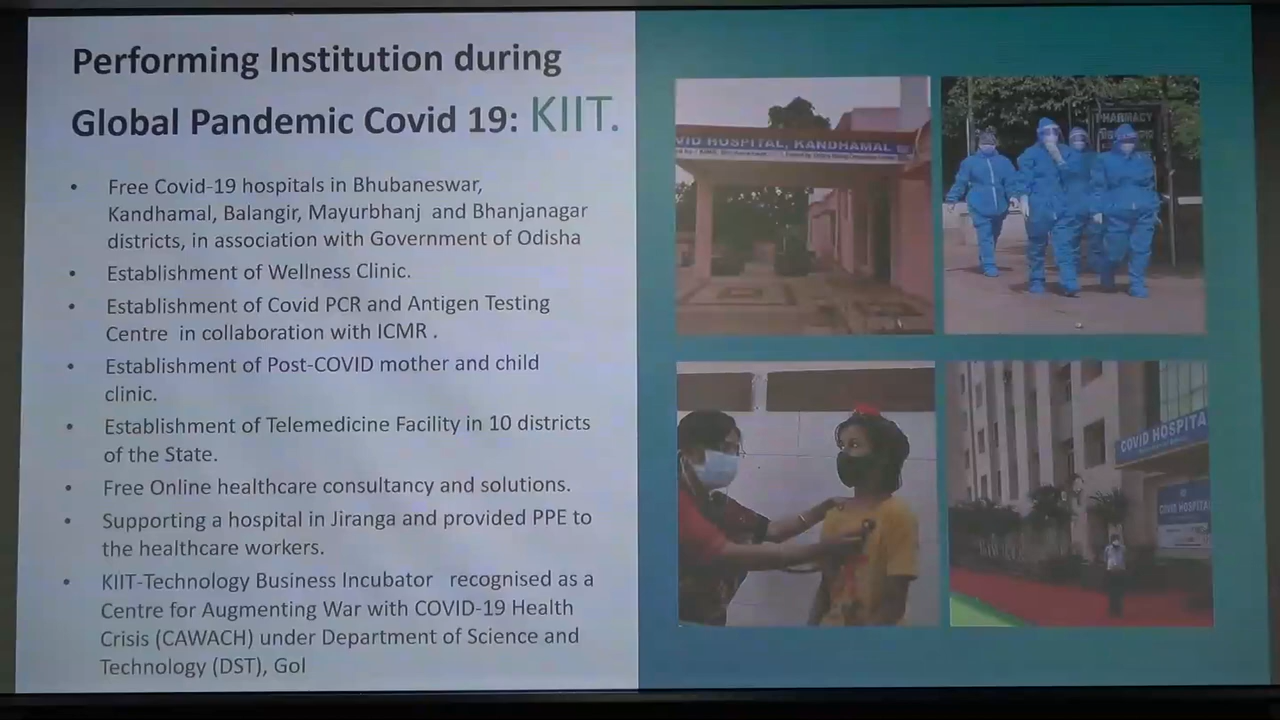 Performing Institution during
Global Pandemic Covid 19: KIIT.
• Free Covid-19 hospitals in Bhubaneswar,
Kandhamal, Balangir, Mayurbhanj and Bhanjanagar
districts, in association with Government of Odisha
• Establishment of Wellness Clinic.
• Establishment of Covid PCR and Antigen Testing
Centre in collaboration with ICMR .
• Establishment of Post-COVID mother and child
clinic.
• Establishment of Telemedicine Facility in 10 districts
of the State.
• Free Online healthcare consultancy and solutions.
• Supporting a hospital in Jiranga and provided PPE to
the healthcare workers.
• KIIT-Technology Business Incubator recognised as a
Centre for Augmenting War with COVID-19 Health
Crisis (CAWACH) under Department of Science and
Technology (DST), GoI
VID HOSPITAL, KANDHAMAL
PHARMACY
COVID HOSPITA
COVID HOSPITA